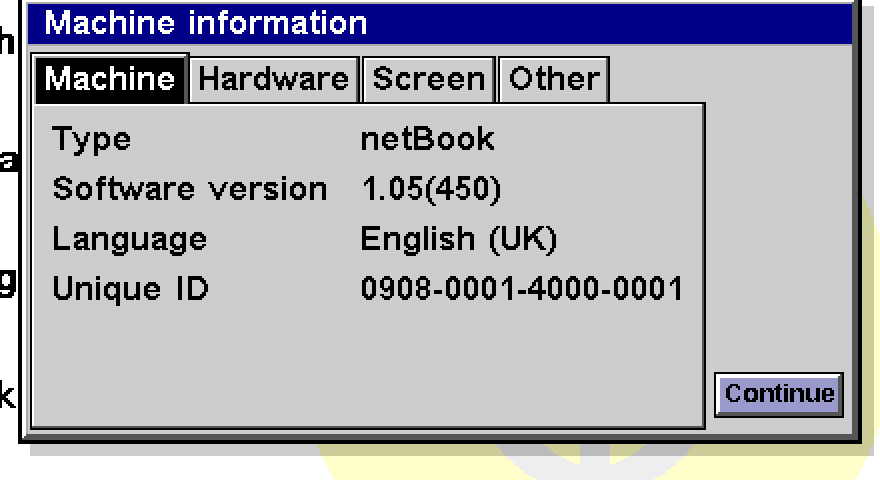 Machine information
Machine Hardware Screen Other
Type netBook
Software version 1.05(450)
Language English (UK)
Unique ID 0908-0001-4000-0001
Continue